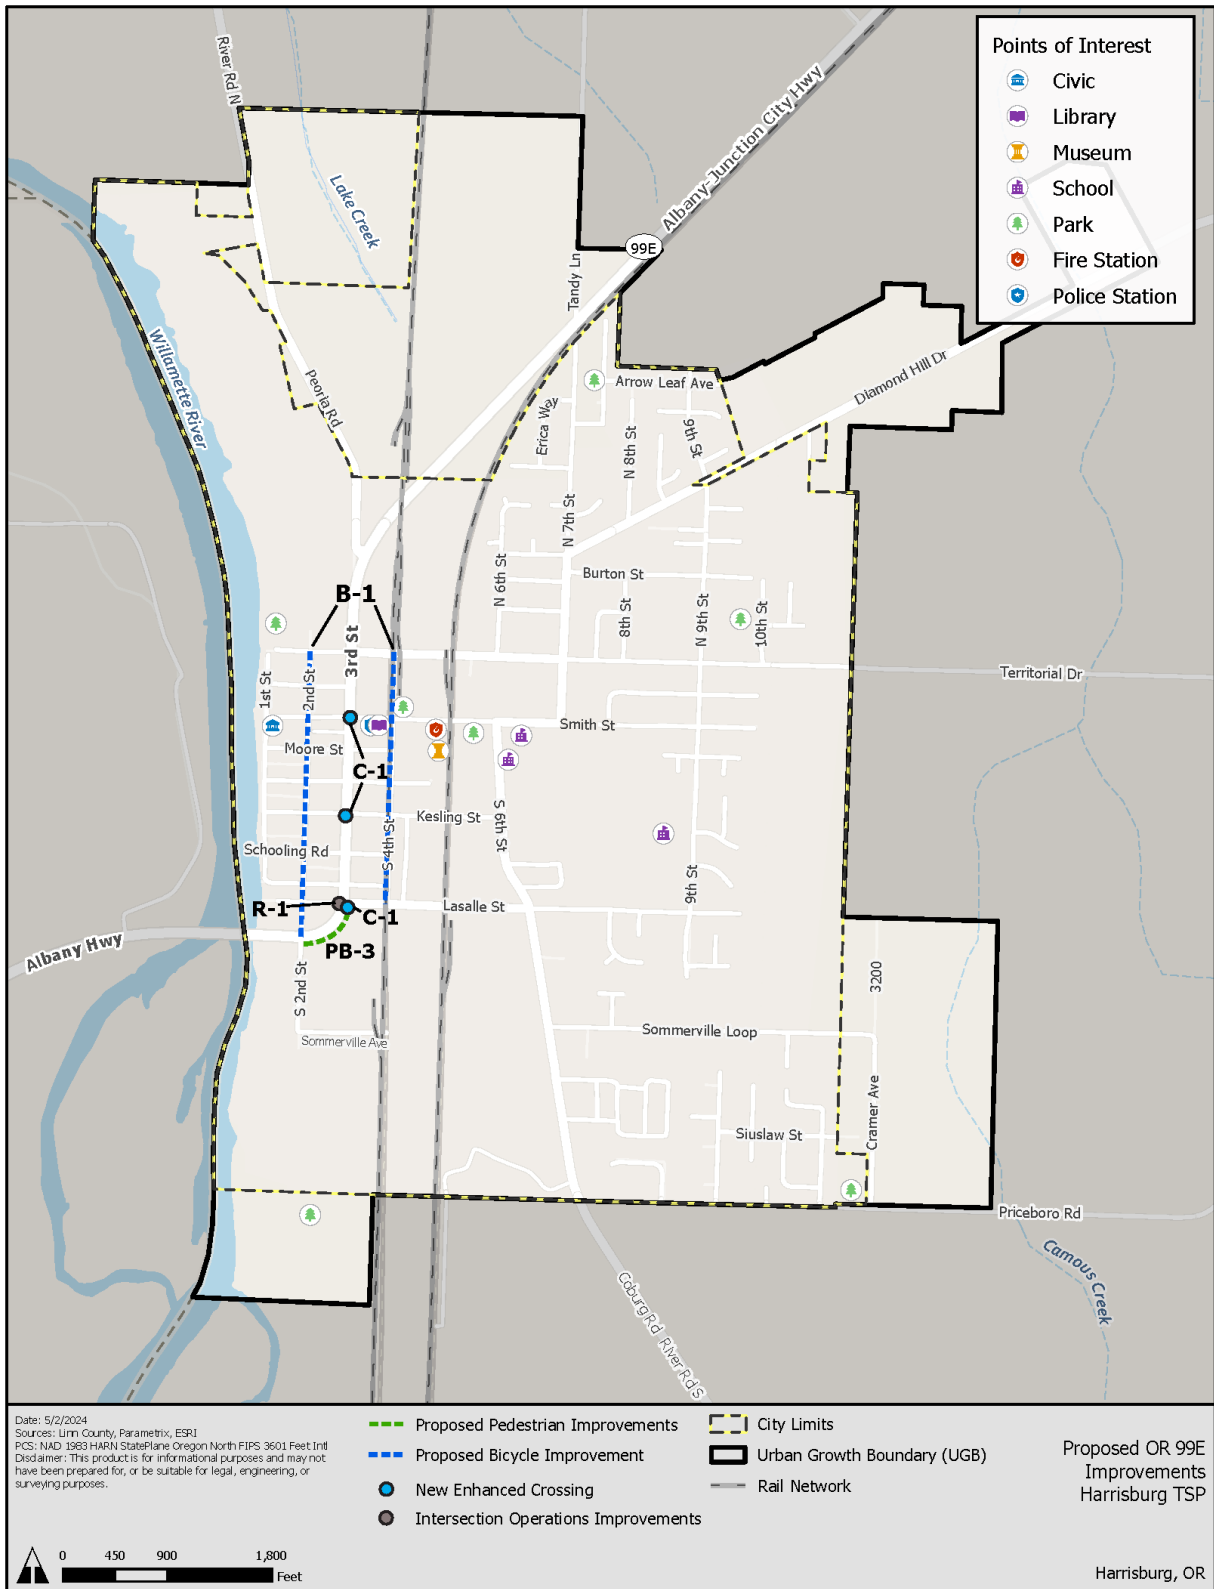 Points of Interest
Civic
Library
Museum
School
Park
Fire Station
Police Station
River Rd N
Albany-Junction City Hwy
Lake Creek
99E
Tandy Ln
Willamette River
Peoria Rd
Arrow Leaf Ave
Diamond Hill Dr
Erica Way
N 8th St
9th St
N 7th St
N 6th St
Burton St
B-1
8th St
N 9th St
10th St
3rd St
1st St
2nd St
Territorial Dr
Smith St
Moore St
C-1
Kesling St
S 6th St
S 4th St
Schooling Rd
9th St
R-1
C-1
Lasalle St
Albany Hwy
PB-3
S 2nd St
3200
Sommerville Loop
Sommerville Ave
Cramer Ave
Siuslaw St
Priceboro Rd
Camous Creek
Coburg Rd River Rd S
Date: 5/2/2024
Sources: Linn County, Parametrix, ESRI
PCS: NAD 1983 HARN StatePlane Oregon North FIPS 3601 Feet Intl
Disclaimer: This product is for informational purposes and may not
have been prepared for, or be suitable for legal, engineering, or
surveying purposes.
0 450 900 1,800
Feet
Proposed Pedestrian Improvements
Proposed Bicycle Improvement
New Enhanced Crossing
Intersection Operations Improvements
City Limits
Urban Growth Boundary (UGB)
Rail Network
Proposed OR 99E
Improvements
Harrisburg TSP
Harrisburg, OR